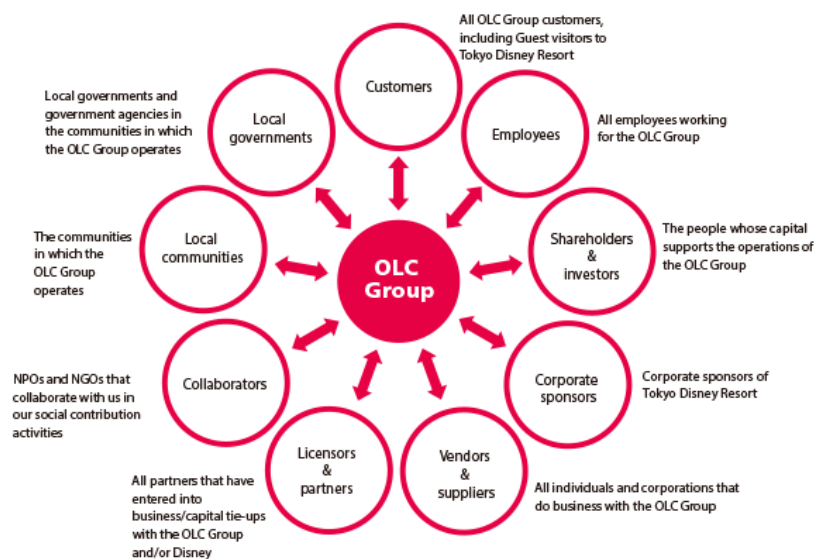 All OLC Group customers,
including Guest visitors to
Tokyo Disney Resort
Customers
Employees
All employees working
for the OLC Group
Shareholders
&
investors
The people whose capital
supports the operations of
the OLC Group
Corporate
sponsors
Corporate sponsors of
Tokyo Disney Resort
Vendors
&
suppliers
All individuals and corporations that
do business with the OLC Group
Licensors
&
partners
All partners that have
entered into
business/capital tie-ups
with the OLC Group
and/or Disney
Collaborators
NPOs and NGOs that
collaborate with us in
our social contribution
activities
Local
communities
The communities
in which the
OLC Group
operates
Local
governments
Local governments and
government agencies in
the communities in which
the OLC Group operates
OLC
Group